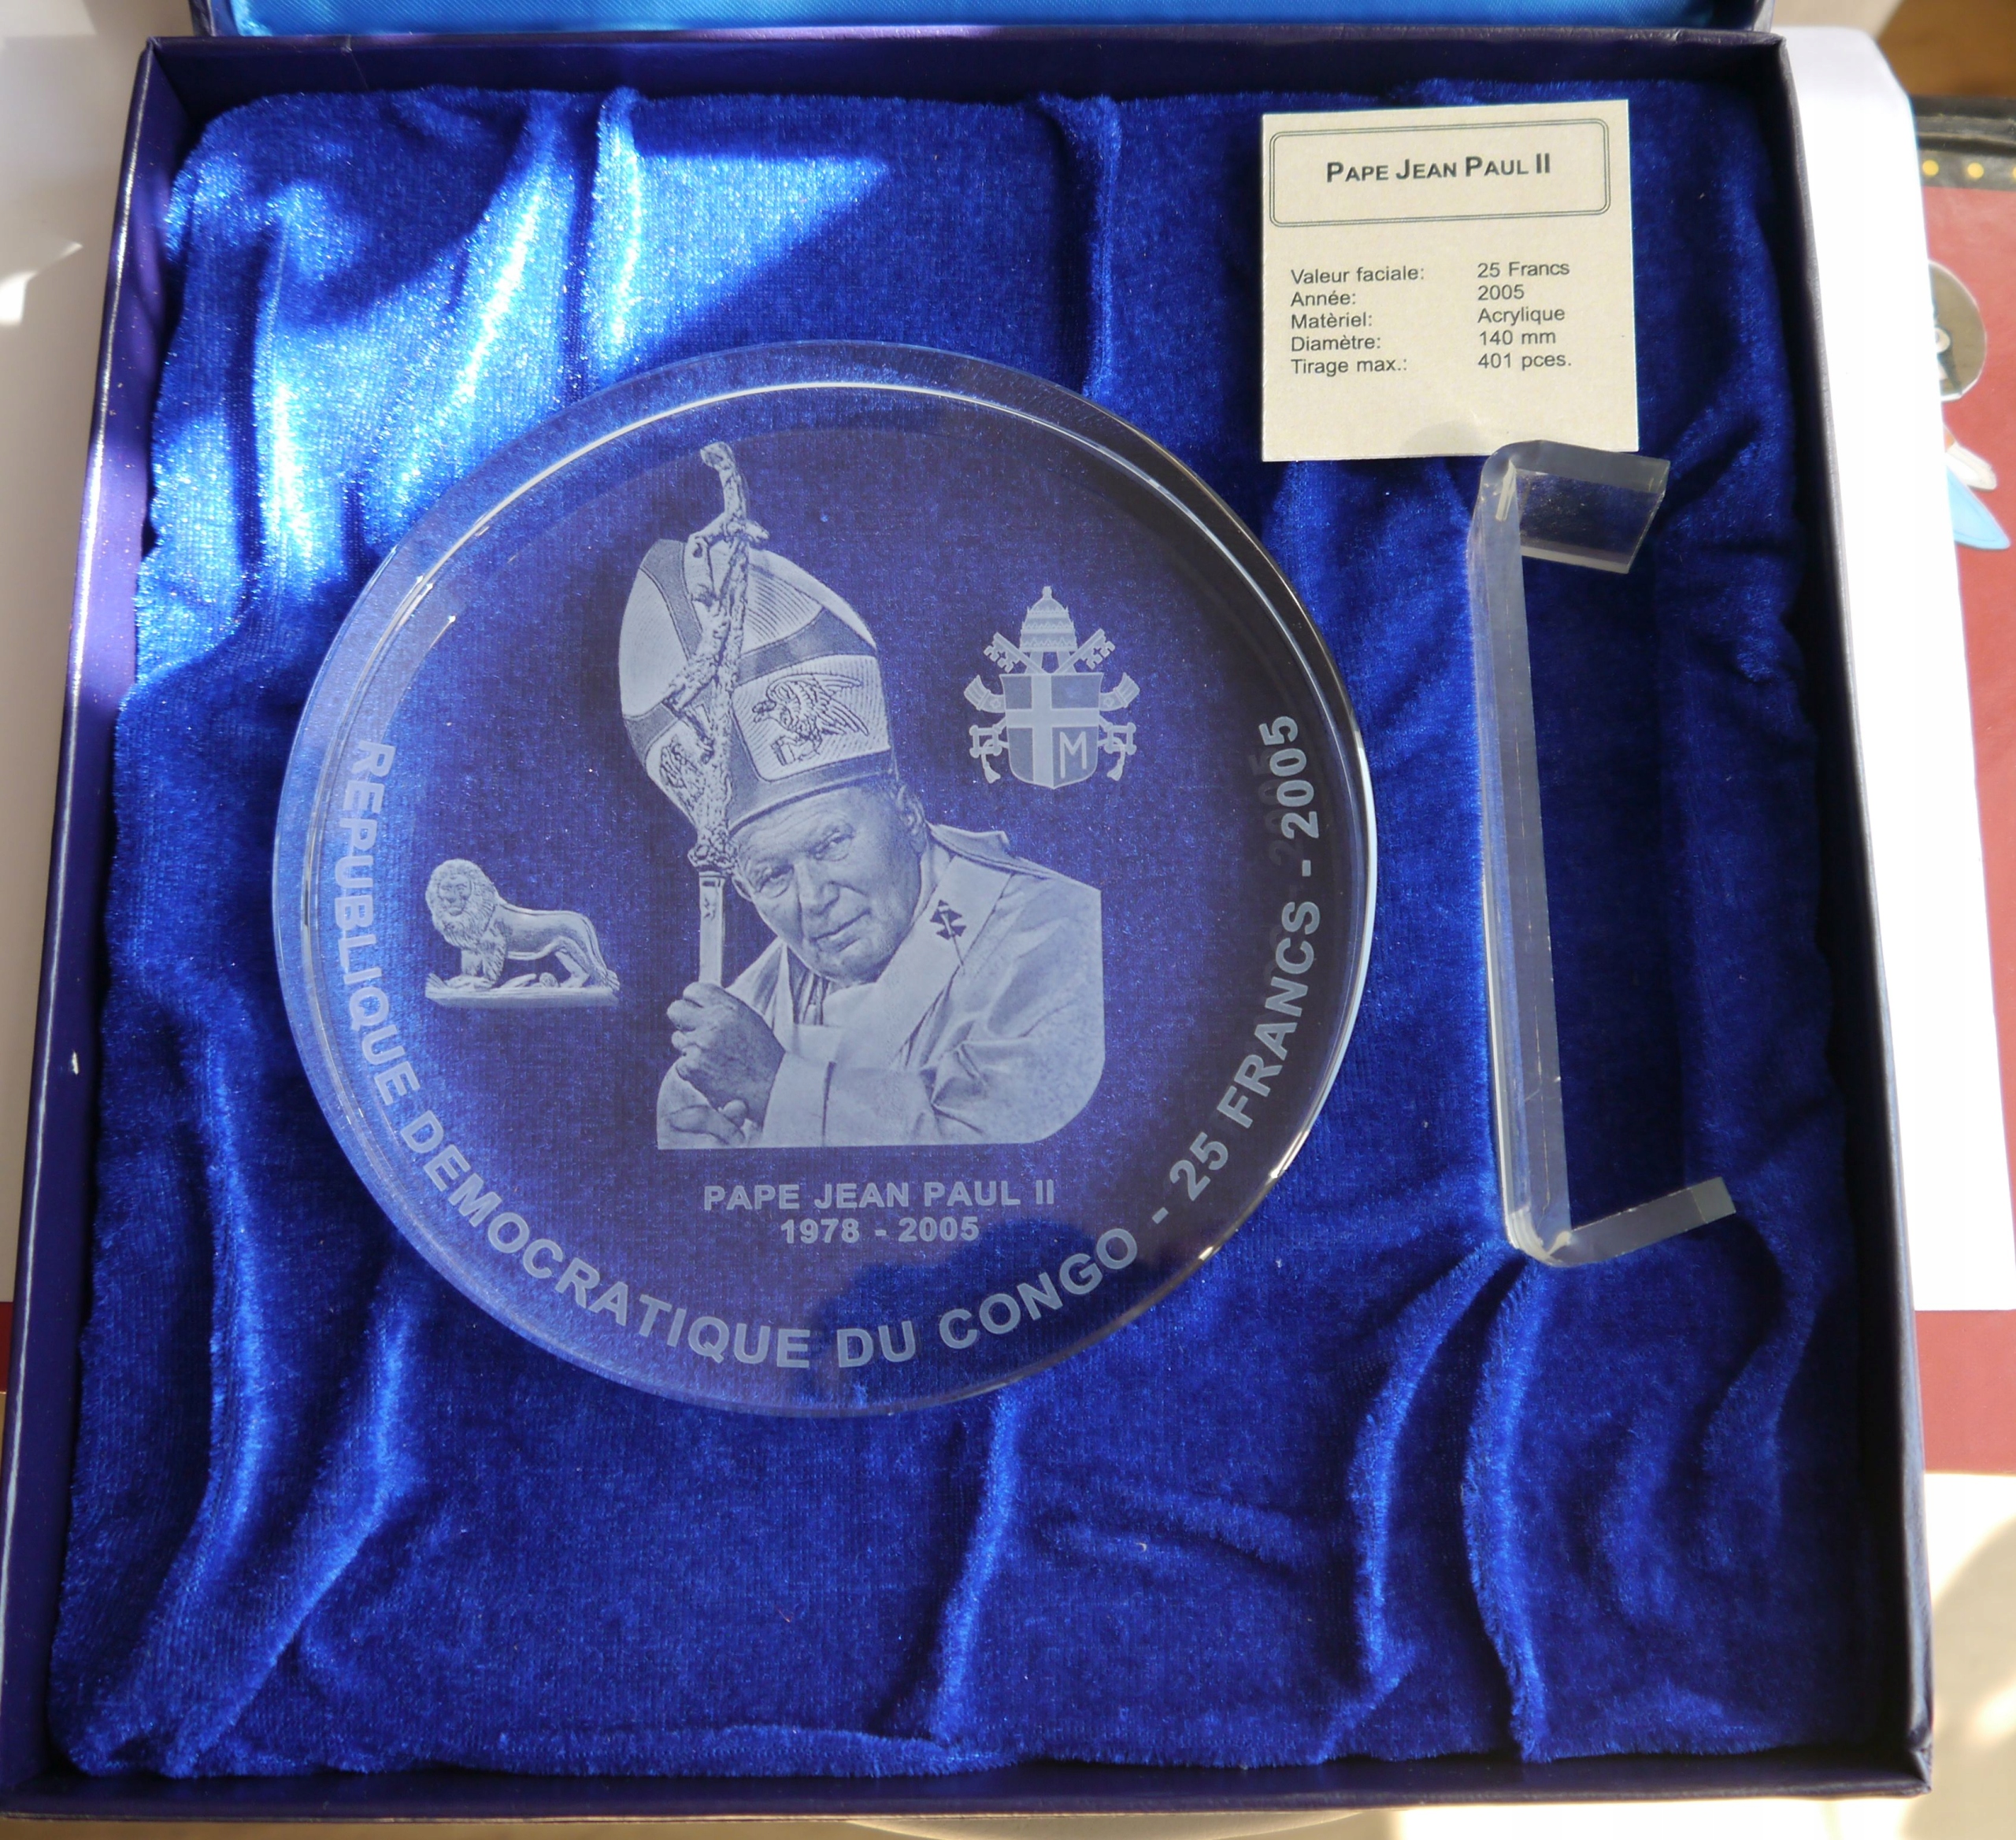 PAPE JEAN PAUL II
Valeur faciale: 25 Francs
Année: 2005
Matèriel: Acrylique
Diamètre: 140 mm
Tirage max.: 401 pces.
M
PAPE JEAN PAUL II
1978 - 2005
REPUBLIQUE DEMOCRATIQUE DU CONGO - 25 FRANCS - 2005